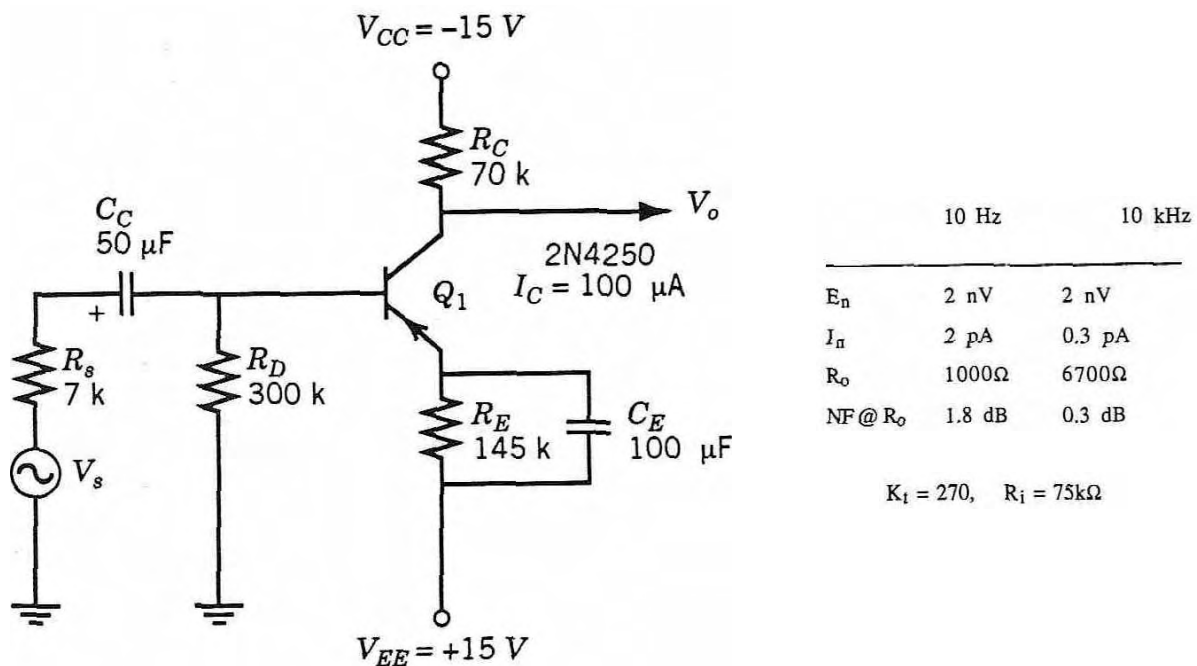 V_CC = −15 V
R_C
70 k
V_o
C_C
50 μF
+
2N4250
I_C = 100 μA
Q_1
R_s
7 k
R_D
300 k
R_E
145 k
C_E
100 μF
V_s
V_EE = +15 V
10 Hz 10 kHz
E_n 2 nV 2 nV
I_n 2 pA 0.3 pA
R_o 1000Ω 6700Ω
NF @ R_o 1.8 dB 0.3 dB
K_t = 270, R_i = 75kΩ